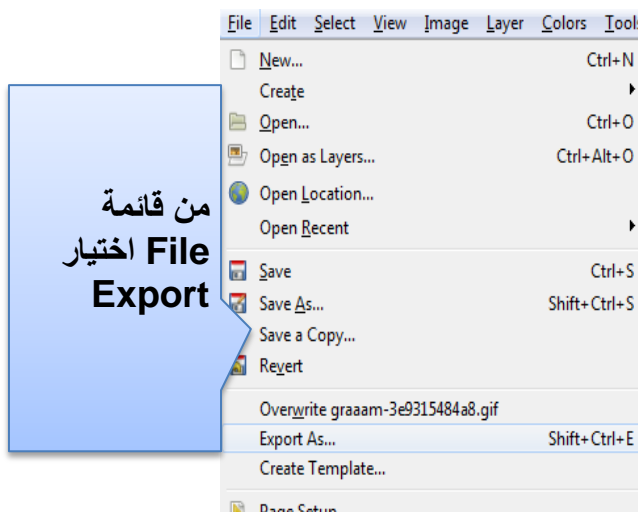 File Edit Select View Image Layer Colors Tools
New... Ctrl+N
Create
Open... Ctrl+O
Open as Layers... Ctrl+Alt+O
Open Location...
Open Recent
Save Ctrl+S
Save As... Shift+Ctrl+S
Save a Copy...
Revert
Overwrite graaam-3e9315484a8.gif
Export As... Shift+Ctrl+E
Create Template...
Page Setup
من قائمة
File اختيار
Export